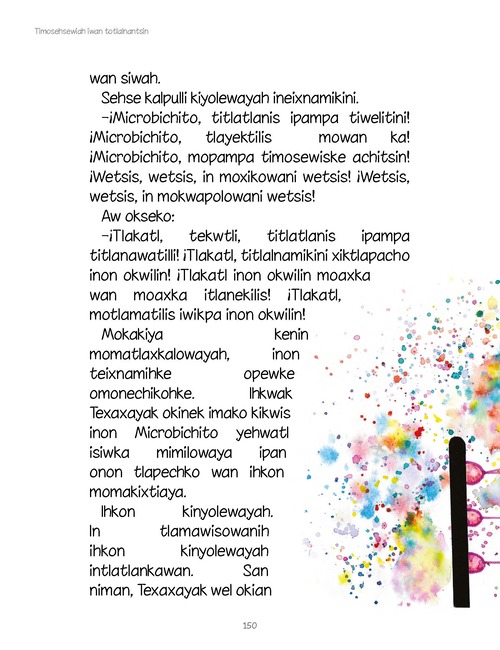 Timosehsewiah iwan totlalnantsin
wan siwah.
Sehse kalpulli kiyolewayah ineixnamikini.
–¡Microbichito, titlatlanis ipampa tiwelitini!
¡Microbichito, tlayektilis mowan ka!
¡Microbichito, mopampa timosewiske achitsin!
¡Wetsis, wetsis, in moxikowani wetsis! ¡Wetsis,
wetsis, in mokwapolowani wetsis!
Aw okseko:
–¡Tlakatl, tekwtli, titlatlanis ipampa
titlanawatilli! ¡Tlakatl, titlalnamikini xiktlapacho
inon okwilin! ¡Tlakatl inon okwilin moaxka
wan moaxka itlanekilis! ¡Tlakatl,
motlamatilis iwikpa inon okwilin!
Mokakiya kenin
momatlaxkalowayah, inon
teixnamihke opewke
omonechikohke. Ihkwak
Texaxayak okinek imako kikwis
inon Microbichito yehwatl
isiwka mimilowaya ipan
onon tlapechko wan ihkon
momakixtiaya.
Ihkon kinyolewayah.
In tlamawisowanih
ihkon kinyolewayah
intlatlankawan. San
niman, Texaxayak wel okian
150